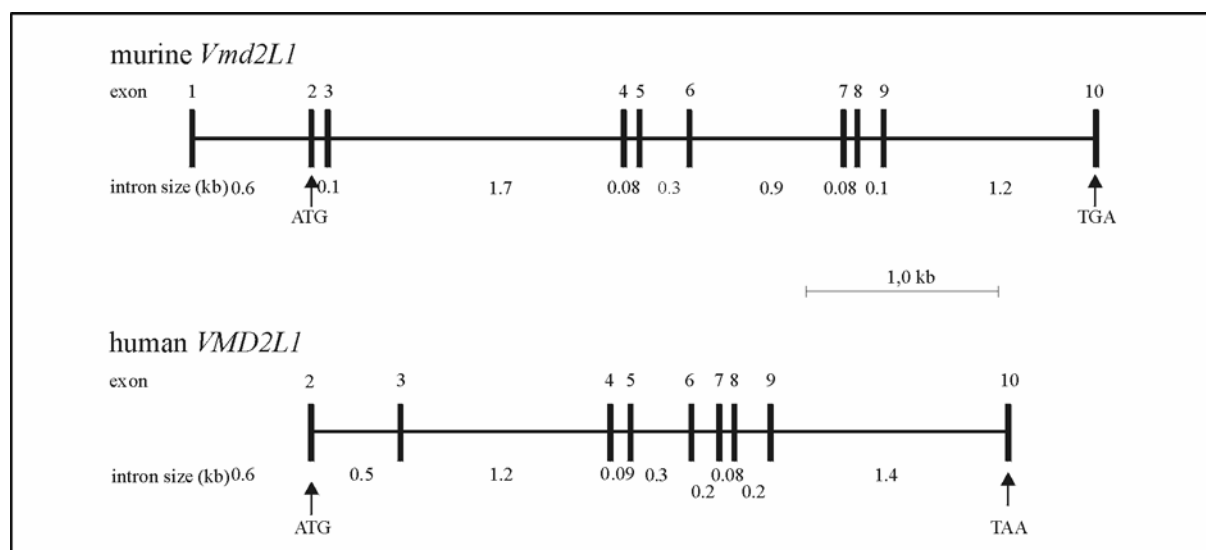 murine Vmd2L1
exon 1 2 3 4 5 6 7 8 9 10
intron size (kb) 0.6 0.1 1.7 0.08 0.3 0.9 0.08 0.1 1.2
ATG TGA
1,0 kb
human VMD2L1
exon 2 3 4 5 6 7 8 9 10
intron size (kb) 0.6 0.5 1.2 0.09 0.3 0.08 1.4
0.2 0.2
ATG TAA